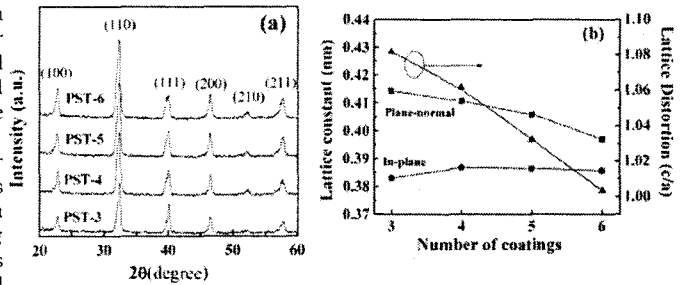 (a)
(110)
(100)
(111) (200)
(210)
(211)
PST-6
PST-5
PST-4
PST-3
Intensity (a.u.)
20 30 40 50 60
2θ(degree)
(b)
0.44
0.43
0.42
0.41
0.40
0.39
0.38
0.37
Lattice constant (nm)
Plane-normal
In-plane
1.10
1.08
1.06
1.04
1.02
1.00
Lattice Distortion (c/a)
3 4 5 6
Number of coatings